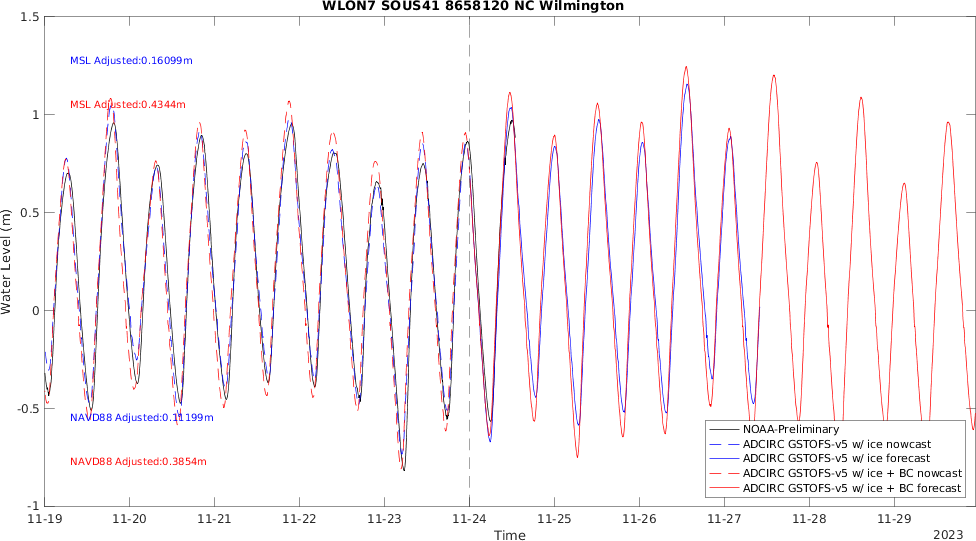 WLON7 SOUS41 8658120 NC Wilmington
1.5
1
0.5
0
-0.5
-1
Water Level (m)
MSL Adjusted:0.16099m
MSL Adjusted:0.4344m
NAVD88 Adjusted:0.11199m
NAVD88 Adjusted:0.3854m
NOAA-Preliminary
ADCIRC GSTOFS-v5 w/ ice nowcast
ADCIRC GSTOFS-v5 w/ ice forecast
ADCIRC GSTOFS-v5 w/ ice + BC nowcast
ADCIRC GSTOFS-v5 w/ ice + BC forecast
11-19 11-20 11-21 11-22 11-23 11-24 11-25 11-26 11-27 11-28 11-29
Time
2023